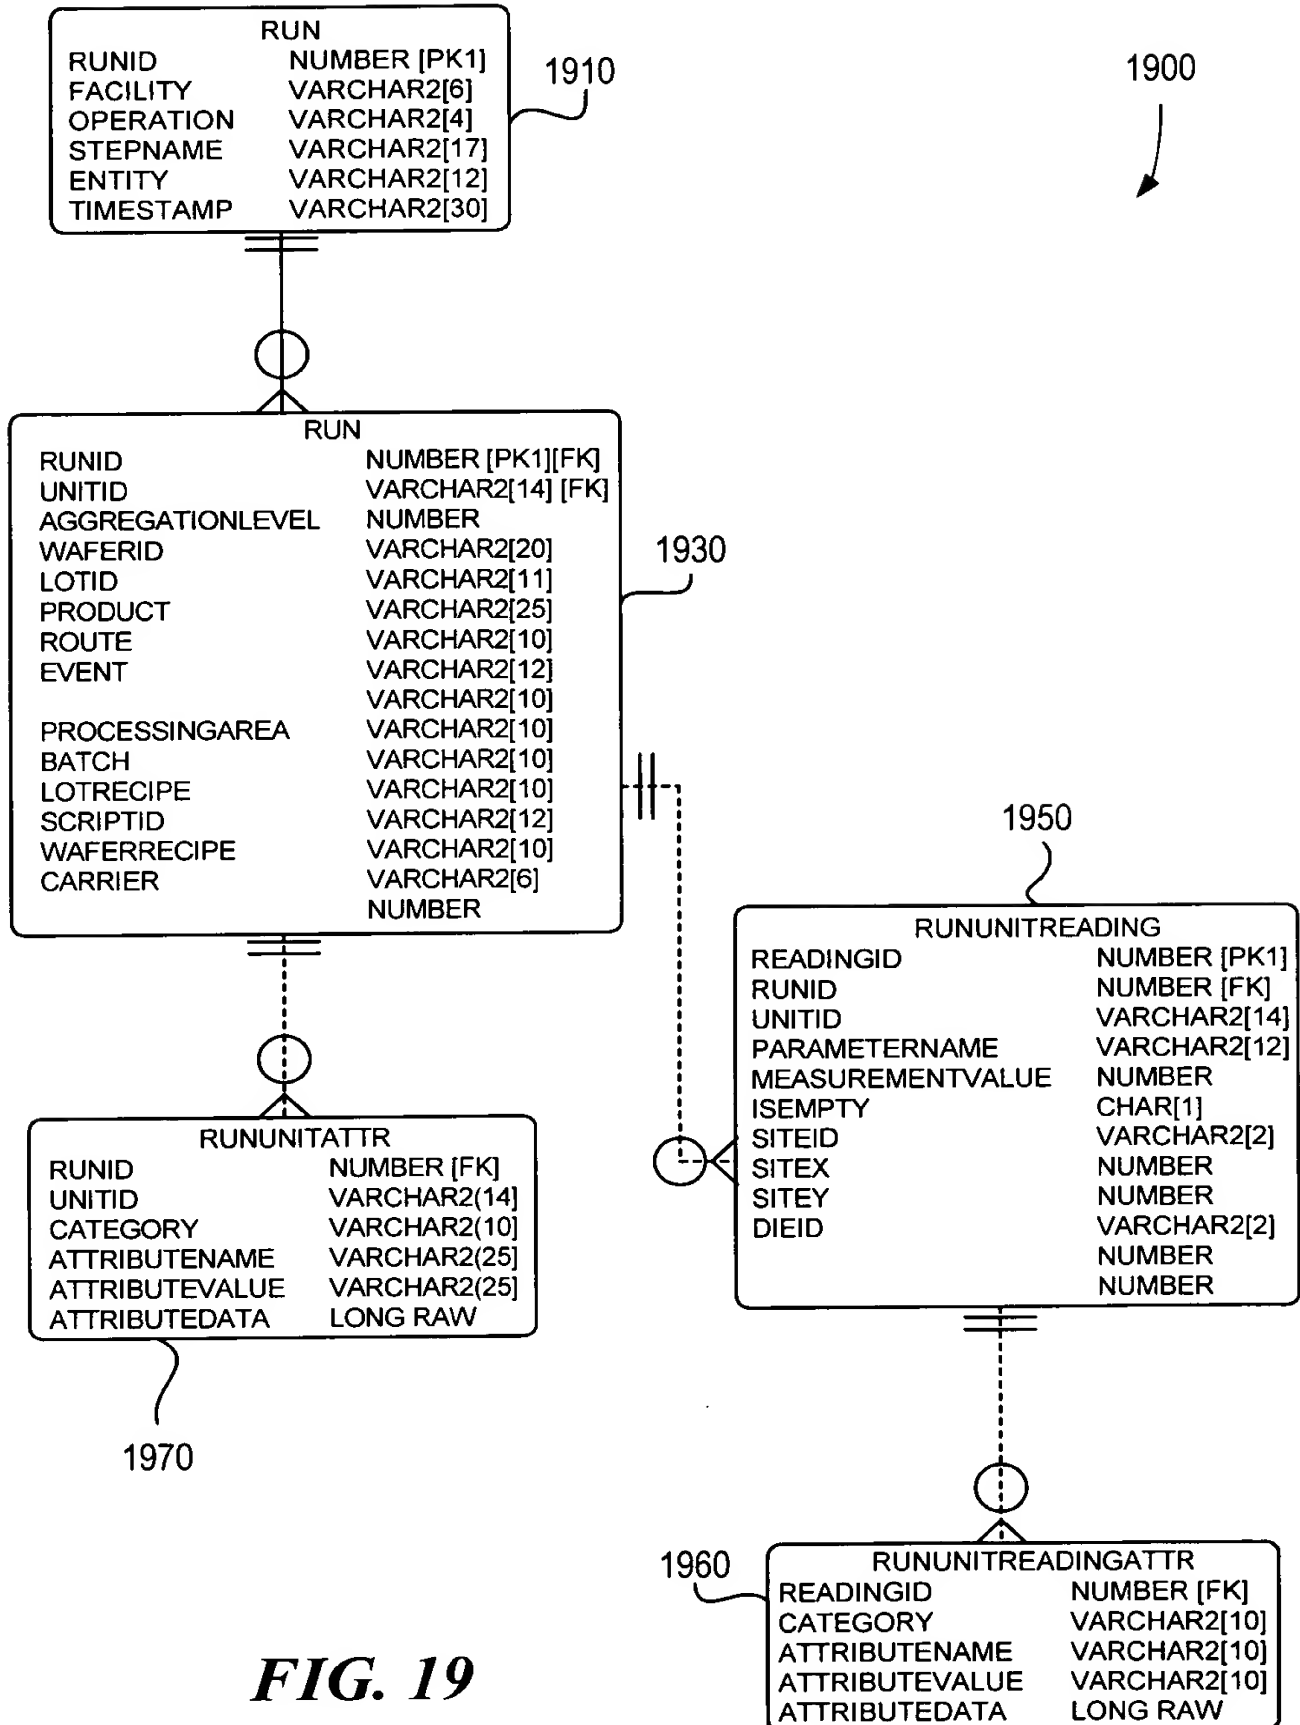 RUN
RUNID NUMBER [PK1]
FACILITY VARCHAR2[6]
OPERATION VARCHAR2[4]
STEPNAME VARCHAR2[17]
ENTITY VARCHAR2[12]
TIMESTAMP VARCHAR2[30]
1910
1900
RUN
RUNID NUMBER [PK1][FK]
UNITID VARCHAR2[14] [FK]
AGGREGATIONLEVEL NUMBER
WAFERID VARCHAR2[20]
LOTID VARCHAR2[11]
PRODUCT VARCHAR2[25]
ROUTE VARCHAR2[10]
EVENT VARCHAR2[12]
VARCHAR2[10]
PROCESSINGAREA VARCHAR2[10]
BATCH VARCHAR2[10]
LOTRECIPE VARCHAR2[10]
SCRIPTID VARCHAR2[12]
WAFERRECIPE VARCHAR2[10]
CARRIER VARCHAR2[6]
NUMBER
1930
1950
RUNUNITREADING
READINGID NUMBER [PK1]
RUNID NUMBER [FK]
UNITID VARCHAR2[14]
PARAMETERNAME VARCHAR2[12]
MEASUREMENTVALUE NUMBER
ISEMPTY CHAR[1]
SITEID VARCHAR2[2]
SITEX NUMBER
SITEY NUMBER
DIEID VARCHAR2[2]
NUMBER
NUMBER
RUNUNITATTR
RUNID NUMBER [FK]
UNITID VARCHAR2(14]
CATEGORY VARCHAR2(10]
ATTRIBUTENAME VARCHAR2(25]
ATTRIBUTEVALUE VARCHAR2(25]
ATTRIBUTEDATA LONG RAW
1970
1960
RUNUNITREADINGATTR
READINGID NUMBER [FK]
CATEGORY VARCHAR2[10]
ATTRIBUTENAME VARCHAR2[10]
ATTRIBUTEVALUE VARCHAR2[10]
ATTRIBUTEDATA LONG RAW
FIG. 19